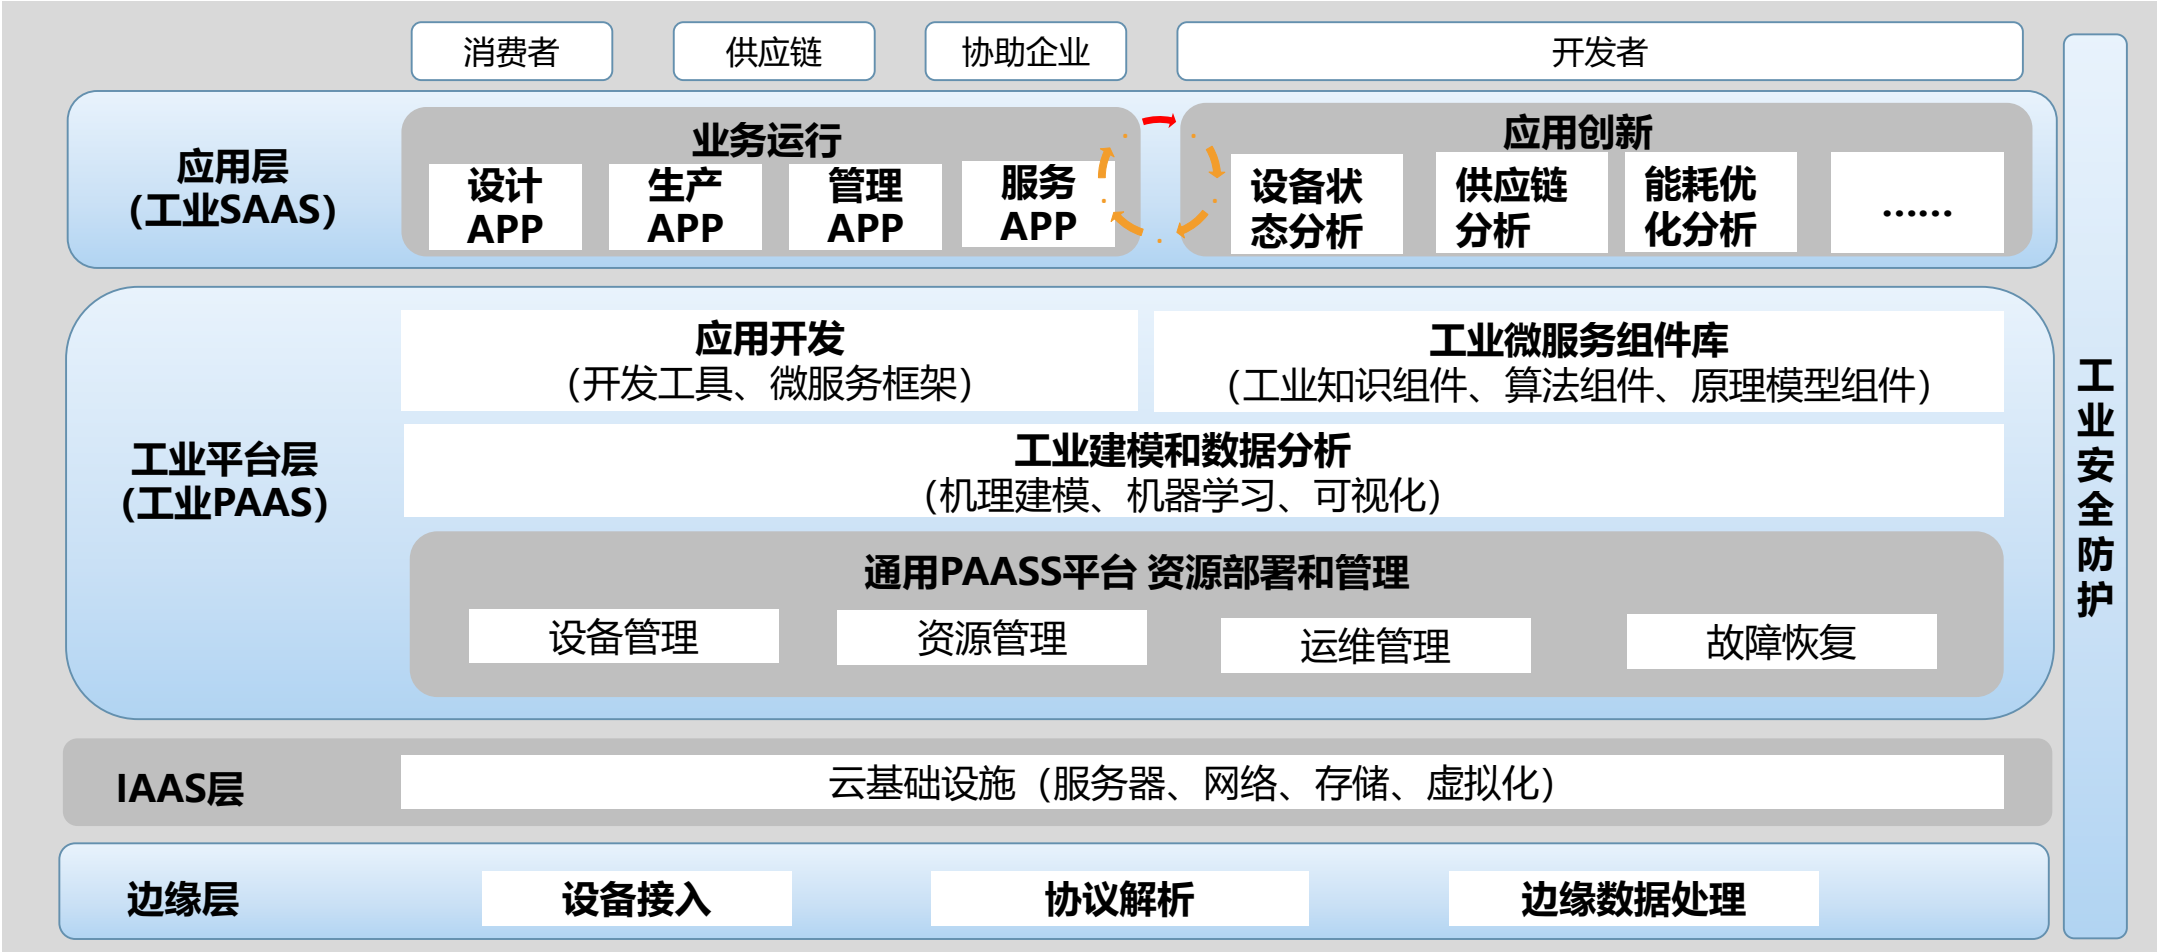 消费者
供应链
协助企业
开发者
应用层
（工业SAAS）
业务运行
设计
APP
生产
APP
管理
APP
服务
APP
应用创新
设备状
态分析
供应链
分析
能耗优
化分析
……
工业平台层
（工业PAAS）
应用开发
（开发工具、微服务框架）
工业微服务组件库
（工业知识组件、算法组件、原理模型组件）
工业建模和数据分析
（机理建模、机器学习、可视化）
通用PAASS平台 资源部署和管理
设备管理
资源管理
运维管理
故障恢复
IAAS层
云基础设施（服务器、网络、存储、虚拟化）
边缘层
设备接入
协议解析
边缘数据处理
工业安全防护